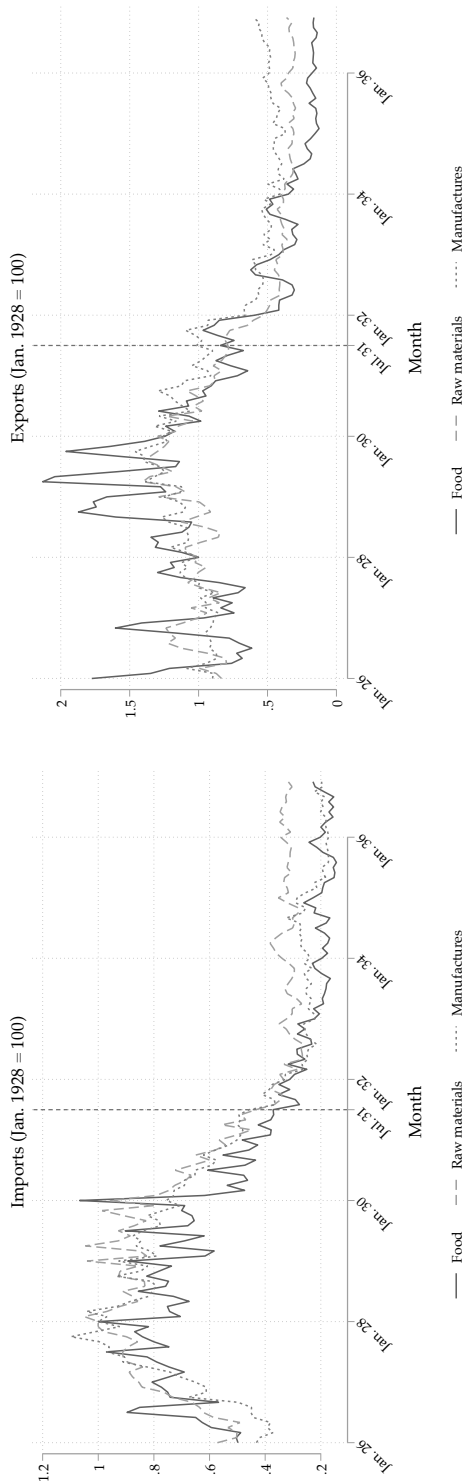 Imports (Jan. 1928 = 100)
1.2
1
.8
.6
.4
.2
Jan. 26
Jan. 28
Jan. 30
Jul. 31
Jan. 32
Jan. 34
Jan. 36
Month
Food
Raw materials
Manufactures
Exports (Jan. 1928 = 100)
2
1.5
1
.5
0
Jan. 26
Jan. 28
Jan. 30
Jul. 31
Jan. 32
Jan. 34
Jan. 36
Month
Food
Raw materials
Manufactures